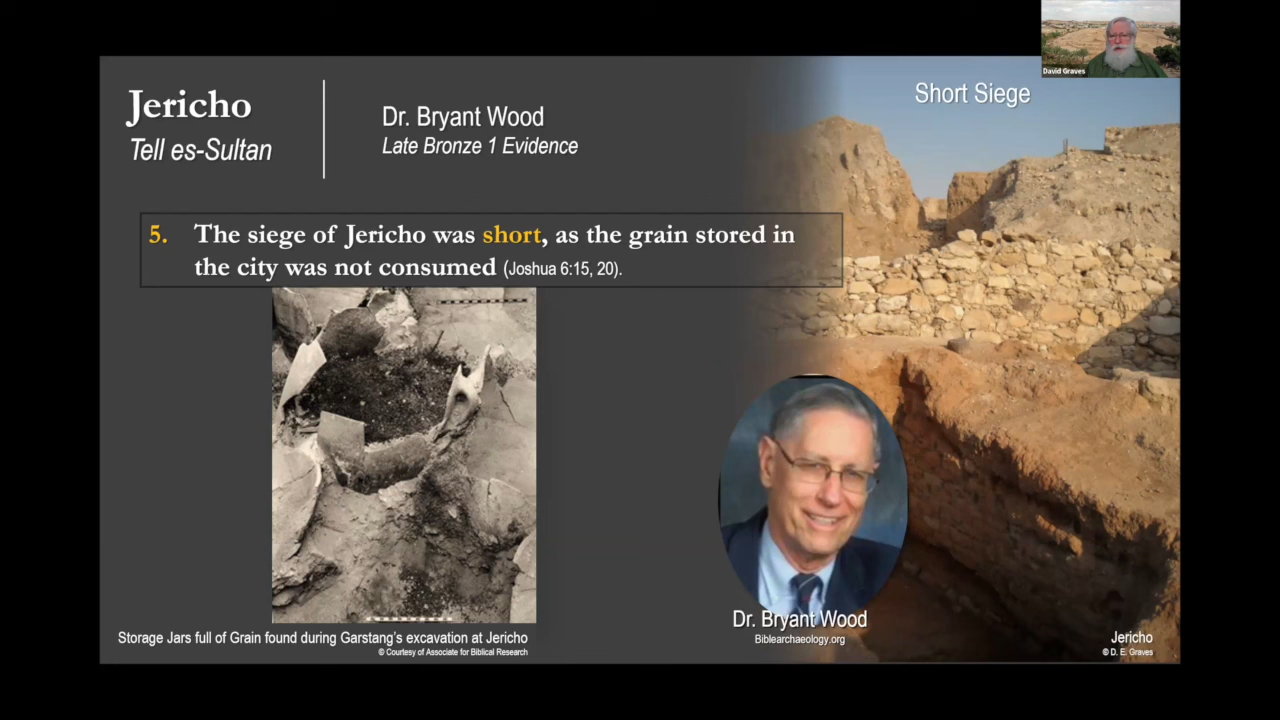 David Graves
Jericho
Tell es-Sultan
Dr. Bryant Wood
Late Bronze 1 Evidence
Short Siege
5. The siege of Jericho was short, as the grain stored in
the city was not consumed (Joshua 6:15, 20).
Storage Jars full of Grain found during Garstang's excavation at Jericho
© Courtesy of Associate for Biblical Research
Dr. Bryant Wood
Biblearchaeology.org
Jericho
© D. E. Graves